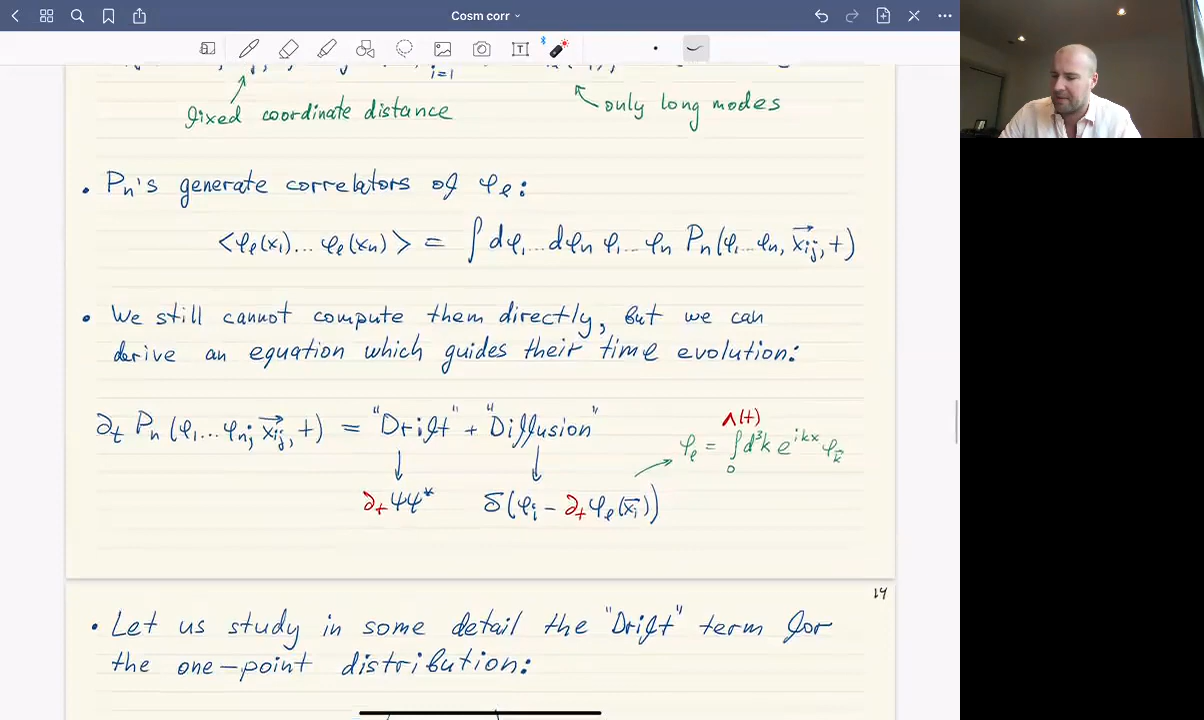 Cosm corr
i=1
fixed coordinate distance
only long modes
• Pn's generate correlators of φℓ:
<φℓ(x₁)... φℓ(xn)> = ∫ dφ₁...dφn φ₁... φn Pn(φ₁...φn, x⃗ij, t)
• We still cannot compute them directly, but we can
derive an equation which guides their time evolution:
∂t Pn (φ₁... φn; x⃗ij, t) = "Drift" + "Diffusion"
φℓ = ∫₀^Λ(t) d³k e^ikx φk⃗
∂t ΨΨ* δ(φi − ∂t φℓ(x⃗i))
14
• Let us study in some detail the "Drift" term for
the one-point distribution: